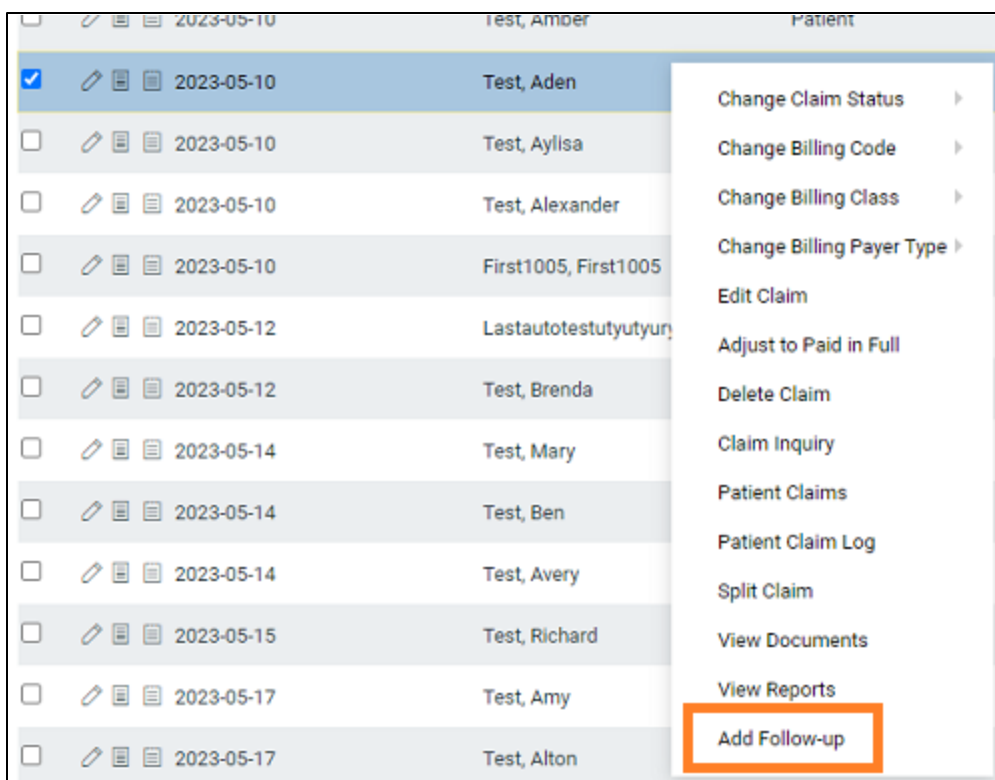 2023-05-10 Test, Amber Patient
2023-05-10 Test, Aden
2023-05-10 Test, Aylisa
2023-05-10 Test, Alexander
2023-05-10 First1005, First1005
2023-05-12 Lastautotestutyutyury
2023-05-12 Test, Brenda
2023-05-14 Test, Mary
2023-05-14 Test, Ben
2023-05-14 Test, Avery
2023-05-15 Test, Richard
2023-05-17 Test, Amy
2023-05-17 Test, Alton
Change Claim Status
Change Billing Code
Change Billing Class
Change Billing Payer Type
Edit Claim
Adjust to Paid in Full
Delete Claim
Claim Inquiry
Patient Claims
Patient Claim Log
Split Claim
View Documents
View Reports
Add Follow-up